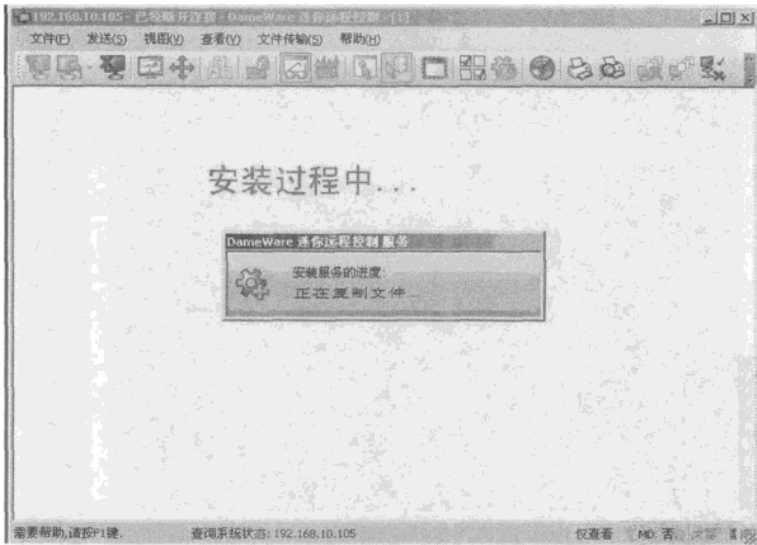 192.168.10.105 - 已经断开连接 - DameWare 迷你远程控制 - [1]
文件(F) 发送(S) 视图(V) 查看(V) 文件传输(S) 帮助(H)
安装过程中...
DameWare 迷你远程控制 服务
安装服务的进度:
正在复制文件...
需要帮助,请按F1键. 查询系统状态: 192.168.10.105 仅查看 MD: 否, 大写